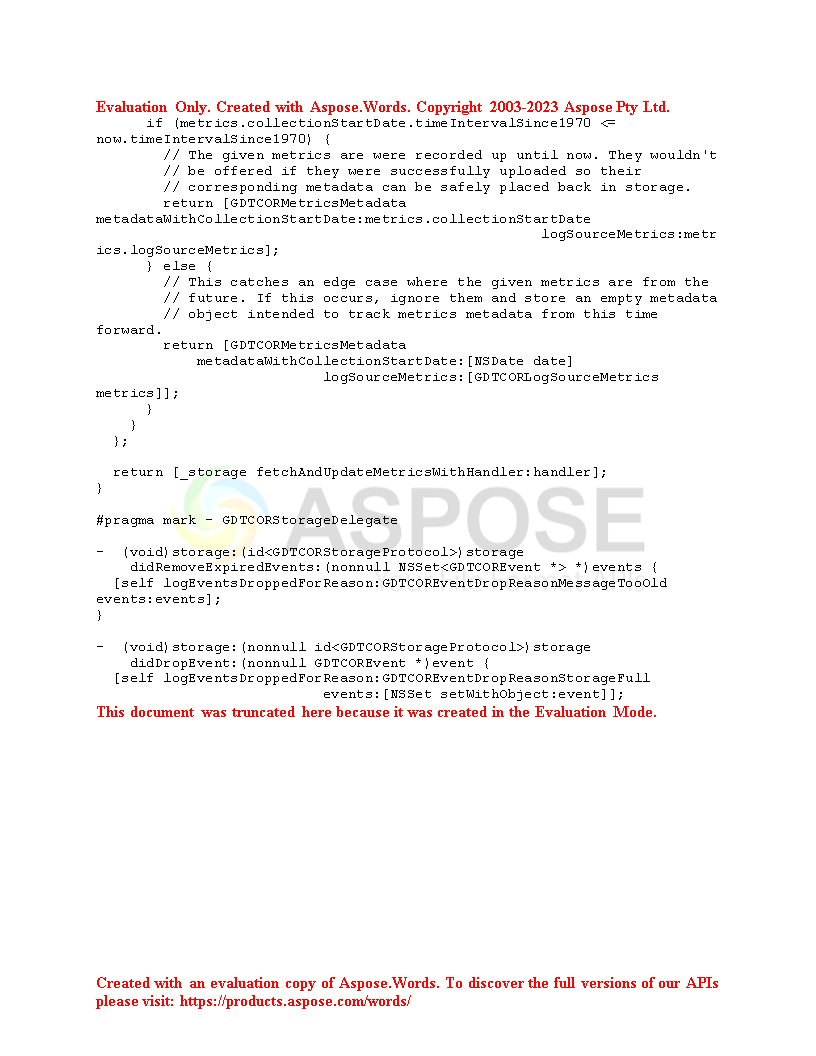 Evaluation Only. Created with Aspose.Words. Copyright 2003-2023 Aspose Pty Ltd.
      if (metrics.collectionStartDate.timeIntervalSince1970 <=
now.timeIntervalSince1970) {
        // The given metrics are were recorded up until now. They wouldn't
        // be offered if they were successfully uploaded so their
        // corresponding metadata can be safely placed back in storage.
        return [GDTCORMetricsMetadata
metadataWithCollectionStartDate:metrics.collectionStartDate
                                                     logSourceMetrics:metr
ics.logSourceMetrics];
      } else {
        // This catches an edge case where the given metrics are from the
        // future. If this occurs, ignore them and store an empty metadata
        // object intended to track metrics metadata from this time
forward.
        return [GDTCORMetricsMetadata
            metadataWithCollectionStartDate:[NSDate date]
                           logSourceMetrics:[GDTCORLogSourceMetrics
metrics]];
      }
    }
  };

  return [_storage fetchAndUpdateMetricsWithHandler:handler];
}

ASPOSE
#pragma mark - GDTCORStorageDelegate

-  (void)storage:(id<GDTCORStorageProtocol>)storage
    didRemoveExpiredEvents:(nonnull NSSet<GDTCOREvent *> *)events {
  [self logEventsDroppedForReason:GDTCOREventDropReasonMessageTooOld
events:events];
}

-  (void)storage:(nonnull id<GDTCORStorageProtocol>)storage
    didDropEvent:(nonnull GDTCOREvent *)event {
  [self logEventsDroppedForReason:GDTCOREventDropReasonStorageFull
                           events:[NSSet setWithObject:event]];
This document was truncated here because it was created in the Evaluation Mode.
Created with an evaluation copy of Aspose.Words. To discover the full versions of our APIs
please visit: https://products.aspose.com/words/